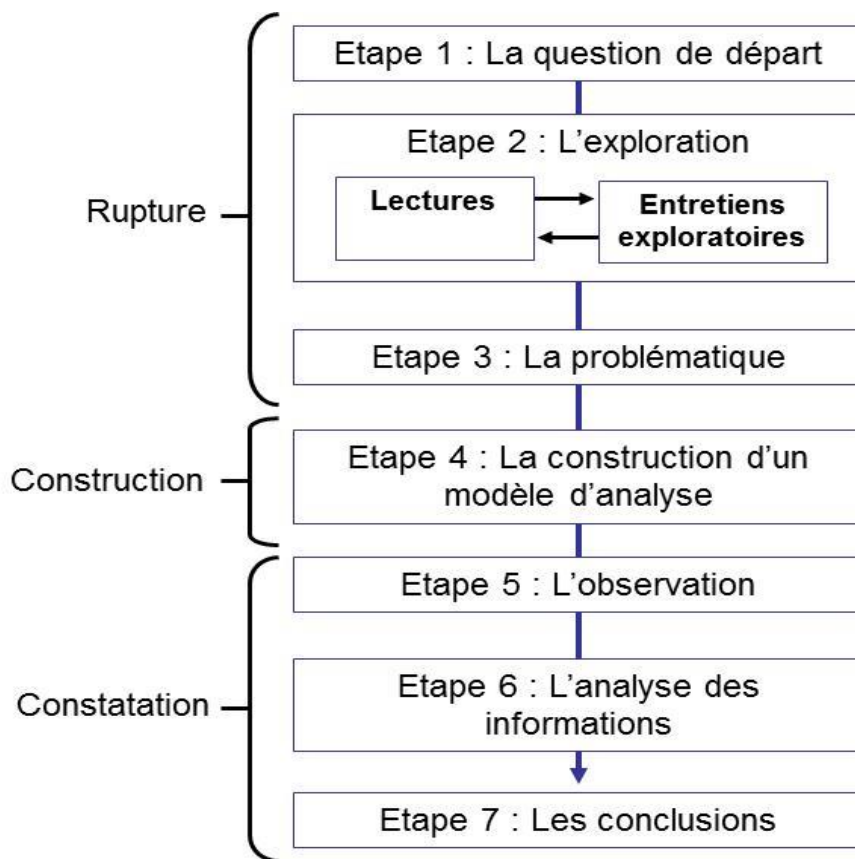 Etape 1 : La question de départ
Etape 2 : L’exploration
Lectures
Entretiens
exploratoires
Rupture
Etape 3 : La problématique
Etape 4 : La construction d’un
modèle d’analyse
Construction
Etape 5 : L’observation
Etape 6 : L’analyse des
informations
Constatation
Etape 7 : Les conclusions